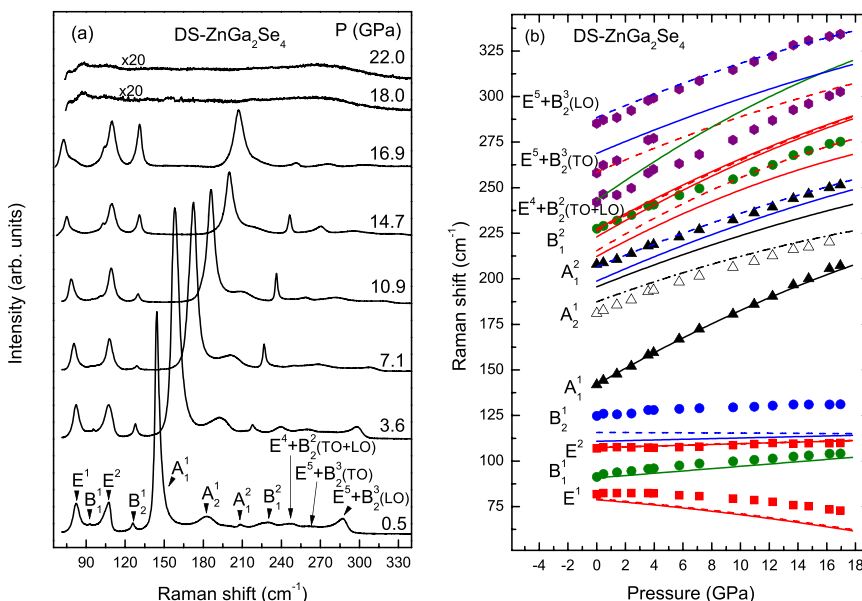 (a) DS-ZnGa₂Se₄ P (GPa)
x20 22.0
x20 18.0
16.9
14.7
10.9
7.1
3.6
E⁴+B₂²(TO+LO)
E⁵+B₂³(TO)
E⁵+B₂³(LO)
E¹ B₁¹ E² B₂¹ A₁¹ A₂¹ A₁² B₁² 0.5
90 120 150 180 210 240 270 300 330
Raman shift (cm⁻¹)
Intensity (arb. units)
(b) DS-ZnGa₂Se₄
325
300
275
250
225
200
175
150
125
100
75
E⁵+B₂³(LO)
E⁵+B₂³(TO)
E⁴+B₂²(TO+LO)
B₁²
A₁²
A₂¹
A₁¹
B₂¹
E²
B₁¹
E¹
-4 -2 0 2 4 6 8 10 12 14 16 18
Pressure (GPa)
Raman shift (cm⁻¹)